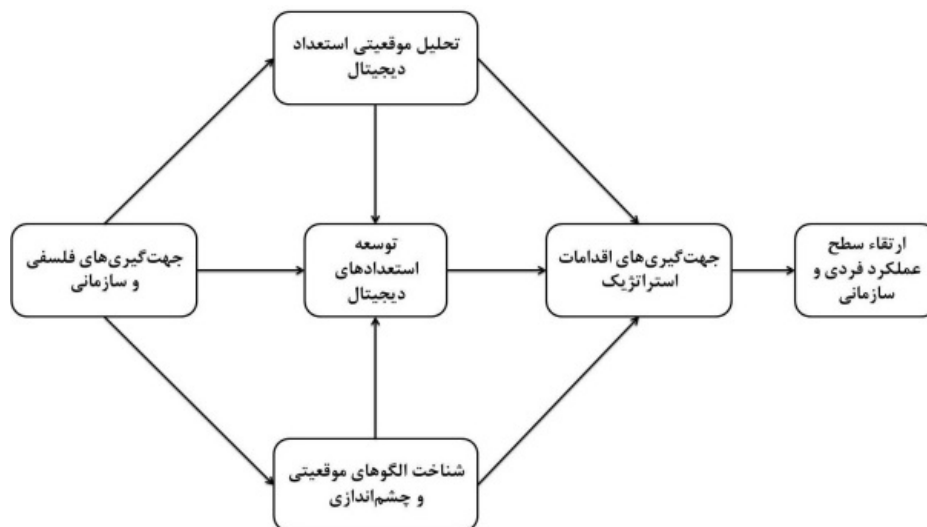 تحلیل موقعیتی استعداد
دیجیتال
جهت‌گیری‌های فلسفی
و سازمانی
توسعه
استعدادهای
دیجیتال
جهت‌گیری‌های اقدامات
استراتژیک
ارتقاء سطح
عملکرد فردی و
سازمانی
شناخت الگوهای موقعیتی
و چشم‌اندازی